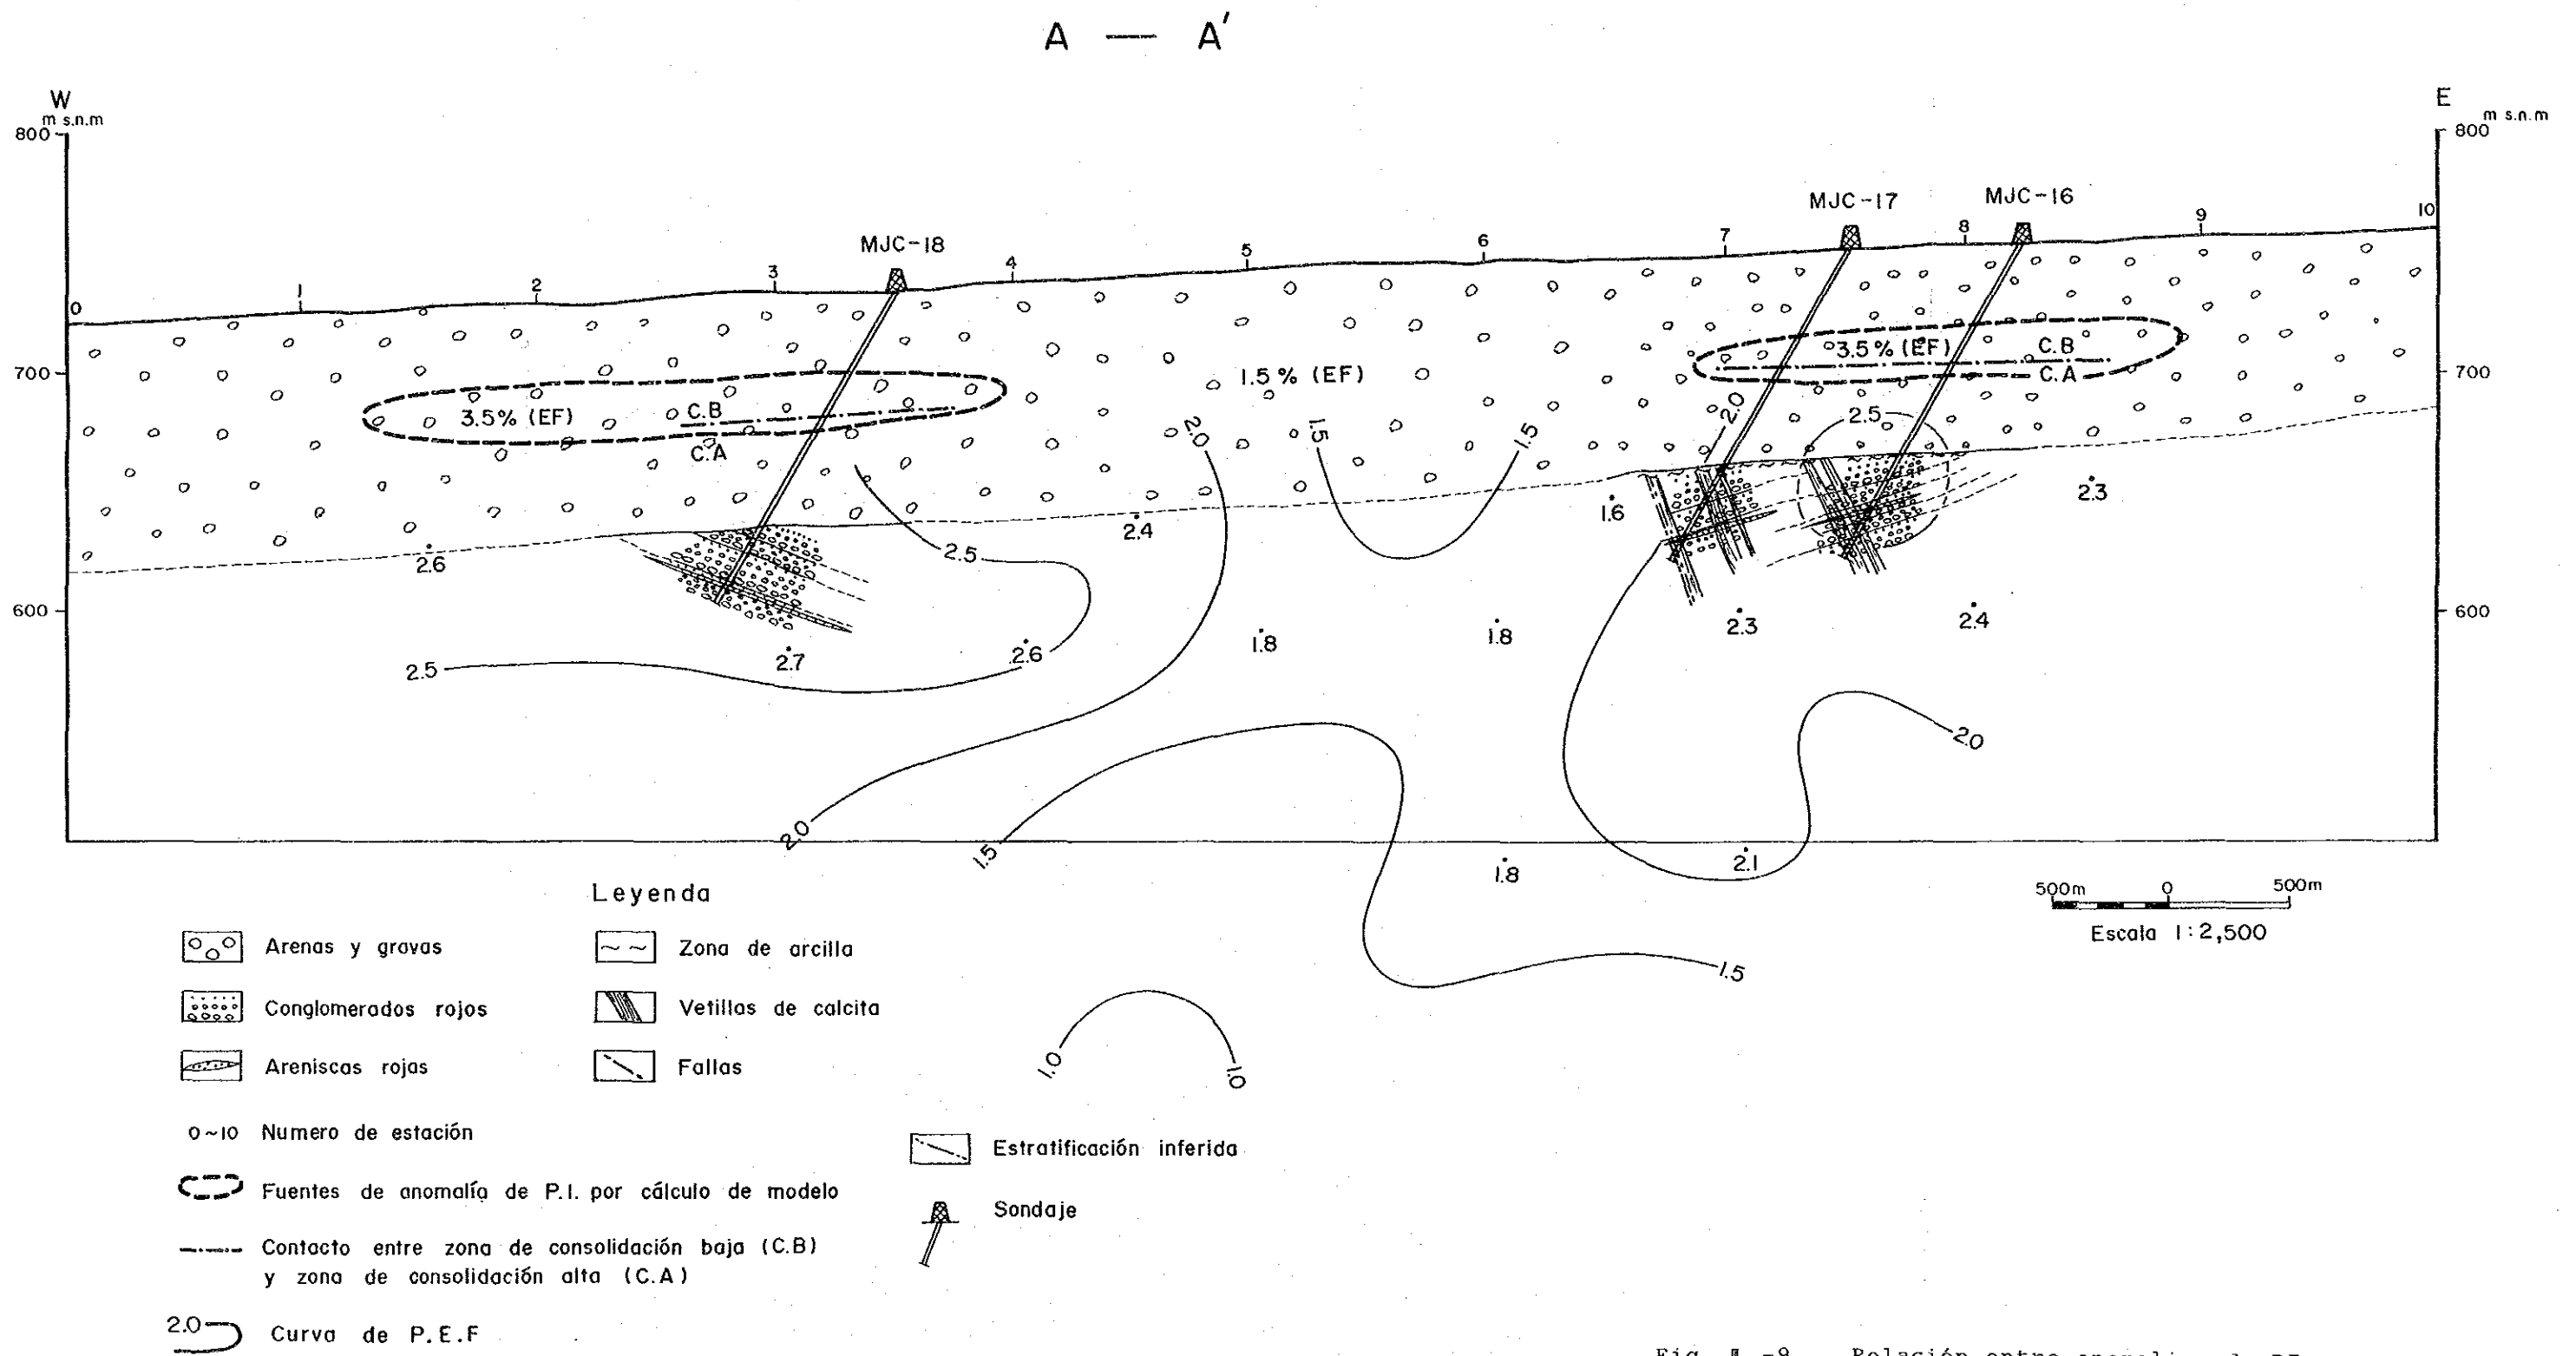 A — A'
W
m s.n.m
800
700
600
E
m s.n.m
800
700
600
0
1
2
3
MJC-18
4
5
6
7
MJC-17
8
MJC-16
9
10
3.5% (EF)
C.B
C.A
1.5% (EF)
3.5% (EF)
C.B
C.A
2.0
2.5
2.0
1.5
1.5
2.6
2.5
2.4
1.6
2.3
2.5
2.7
2.6
1.8
1.8
2.3
2.4
2.0
2.0
1.5
1.8
2.1
1.5
1.0
1.0
500m 0 500m
Escala 1:2,500
Leyenda
Arenas y gravas
Conglomerados rojos
Areniscas rojas
0~10 Numero de estación
Fuentes de anomalía de P.I. por cálculo de modelo
Contacto entre zona de consolidación baja (C.B)
y zona de consolidación alta (C.A)
2.0 Curva de P.E.F
Zona de arcilla
Vetillas de calcita
Fallas
Estratificación inferida
Sondaje